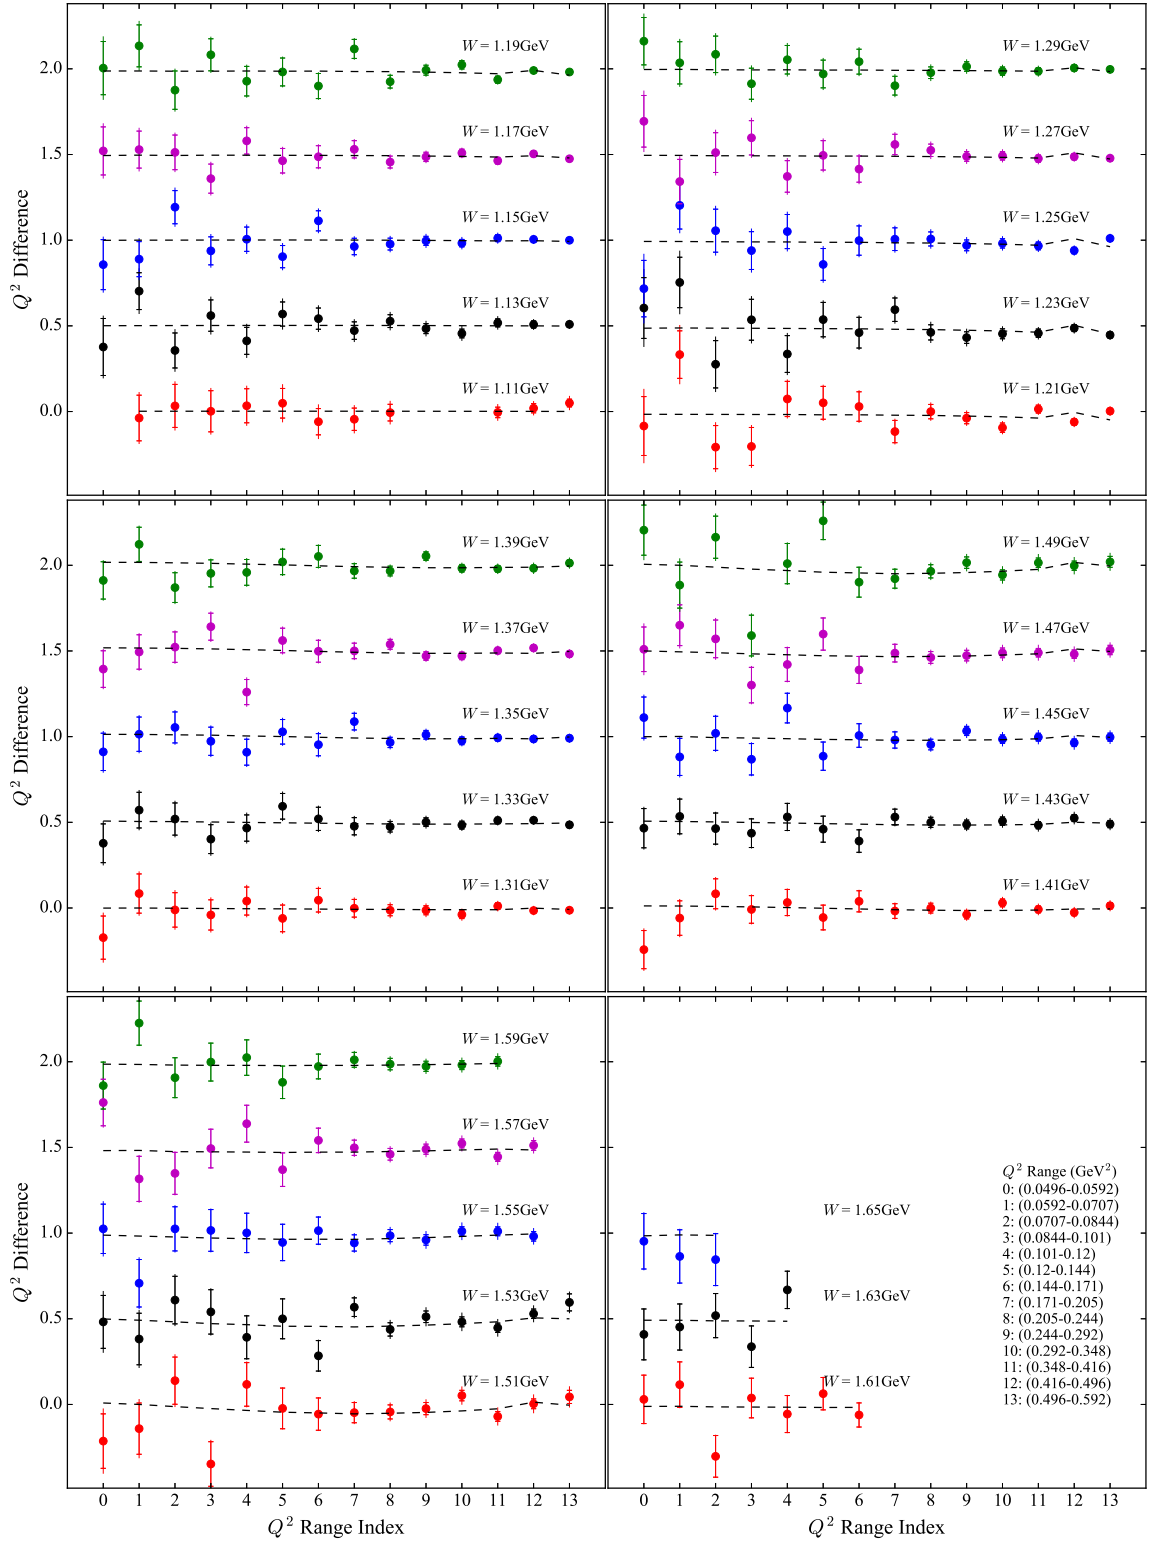 2.0
1.5
1.0
0.5
0.0
Q² Difference
W = 1.19GeV
W = 1.17GeV
W = 1.15GeV
W = 1.13GeV
W = 1.11GeV
W = 1.29GeV
W = 1.27GeV
W = 1.25GeV
W = 1.23GeV
W = 1.21GeV
2.0
1.5
1.0
0.5
0.0
Q² Difference
W = 1.39GeV
W = 1.37GeV
W = 1.35GeV
W = 1.33GeV
W = 1.31GeV
W = 1.49GeV
W = 1.47GeV
W = 1.45GeV
W = 1.43GeV
W = 1.41GeV
2.0
1.5
1.0
0.5
0.0
Q² Difference
W = 1.59GeV
W = 1.57GeV
W = 1.55GeV
W = 1.53GeV
W = 1.51GeV
0 1 2 3 4 5 6 7 8 9 10 11 12 13
Q² Range Index
W = 1.65GeV
W = 1.63GeV
W = 1.61GeV
Q² Range (GeV²)
0: (0.0496-0.0592)
1: (0.0592-0.0707)
2: (0.0707-0.0844)
3: (0.0844-0.101)
4: (0.101-0.12)
5: (0.12-0.144)
6: (0.144-0.171)
7: (0.171-0.205)
8: (0.205-0.244)
9: (0.244-0.292)
10: (0.292-0.348)
11: (0.348-0.416)
12: (0.416-0.496)
13: (0.496-0.592)
0 1 2 3 4 5 6 7 8 9 10 11 12 13
Q² Range Index